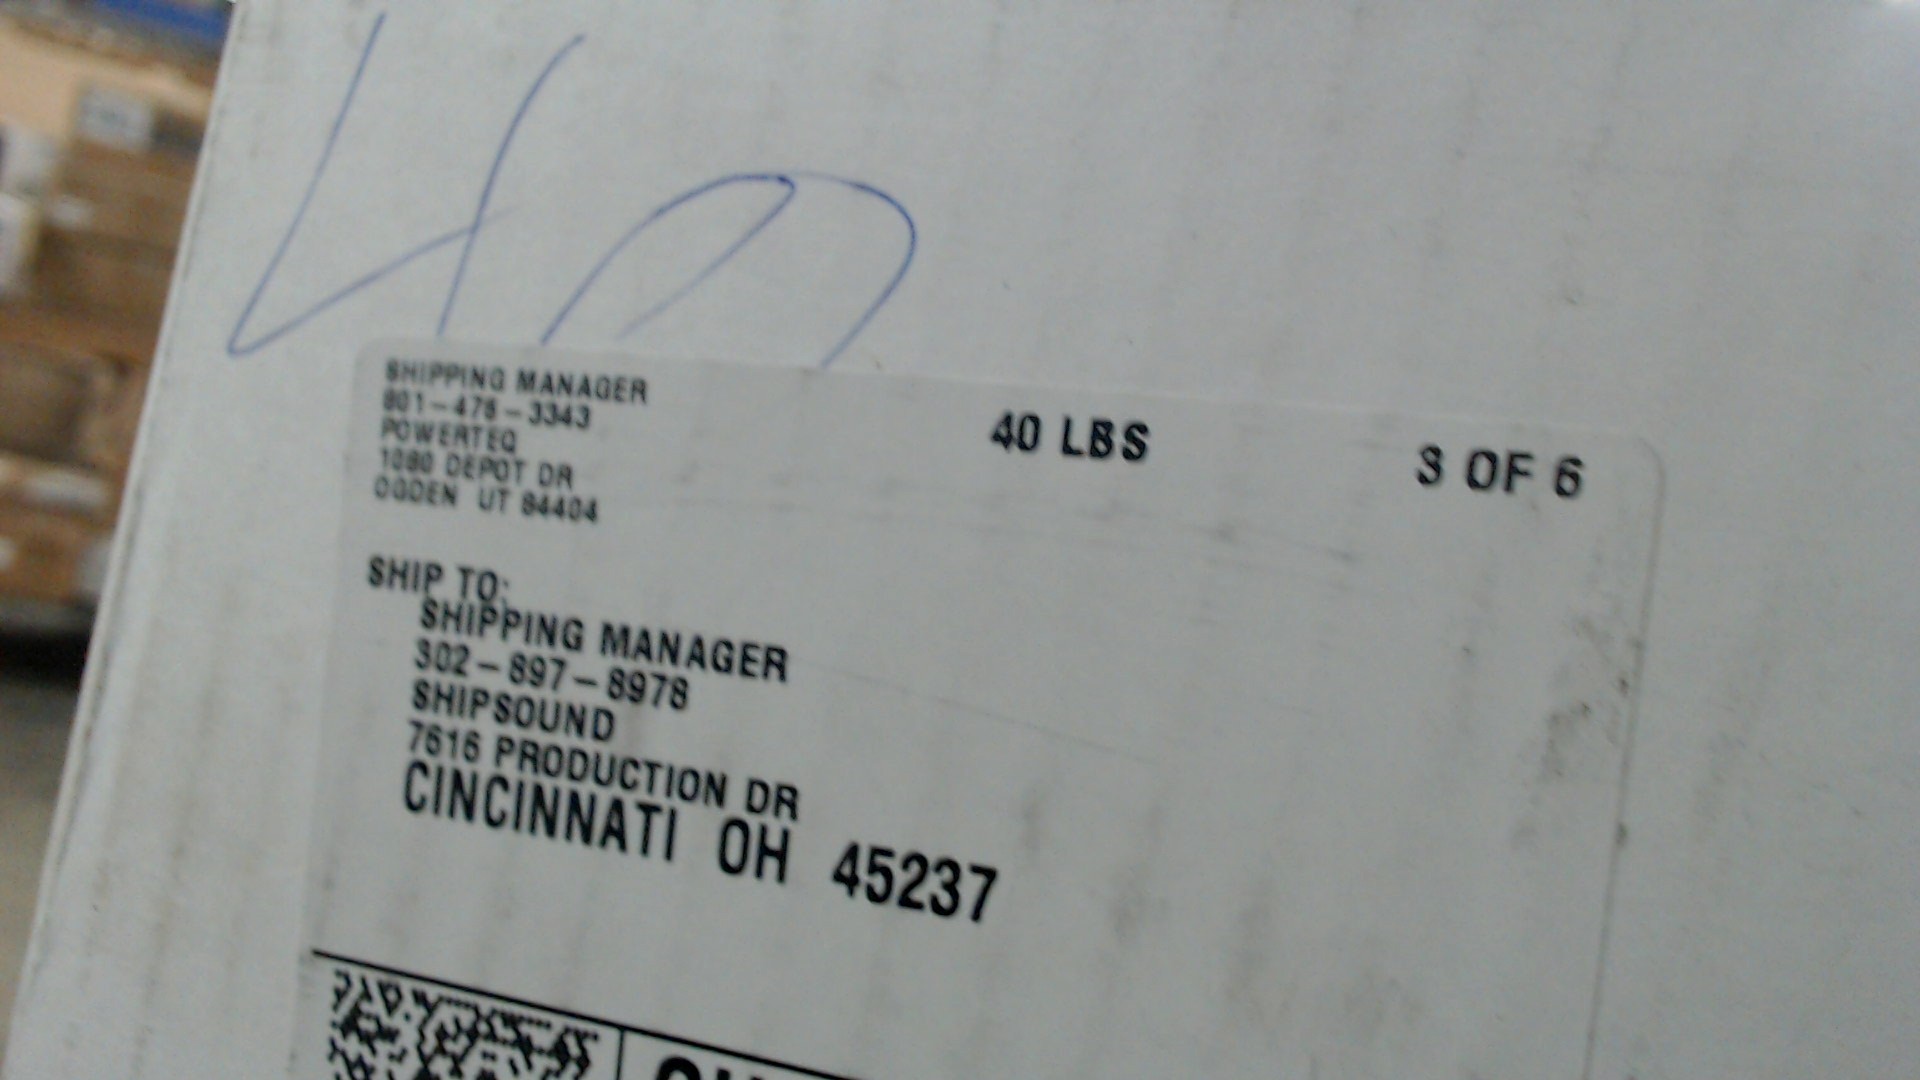 SHIPPING MANAGER
801-476-3343
POWERTEQ
1080 DEPOT DR
OGDEN UT 84404
40 LBS
3 OF 6
SHIP TO:
SHIPPING MANAGER
302-897-8978
SHIPSOUND
7616 PRODUCTION DR
CINCINNATI OH 45237